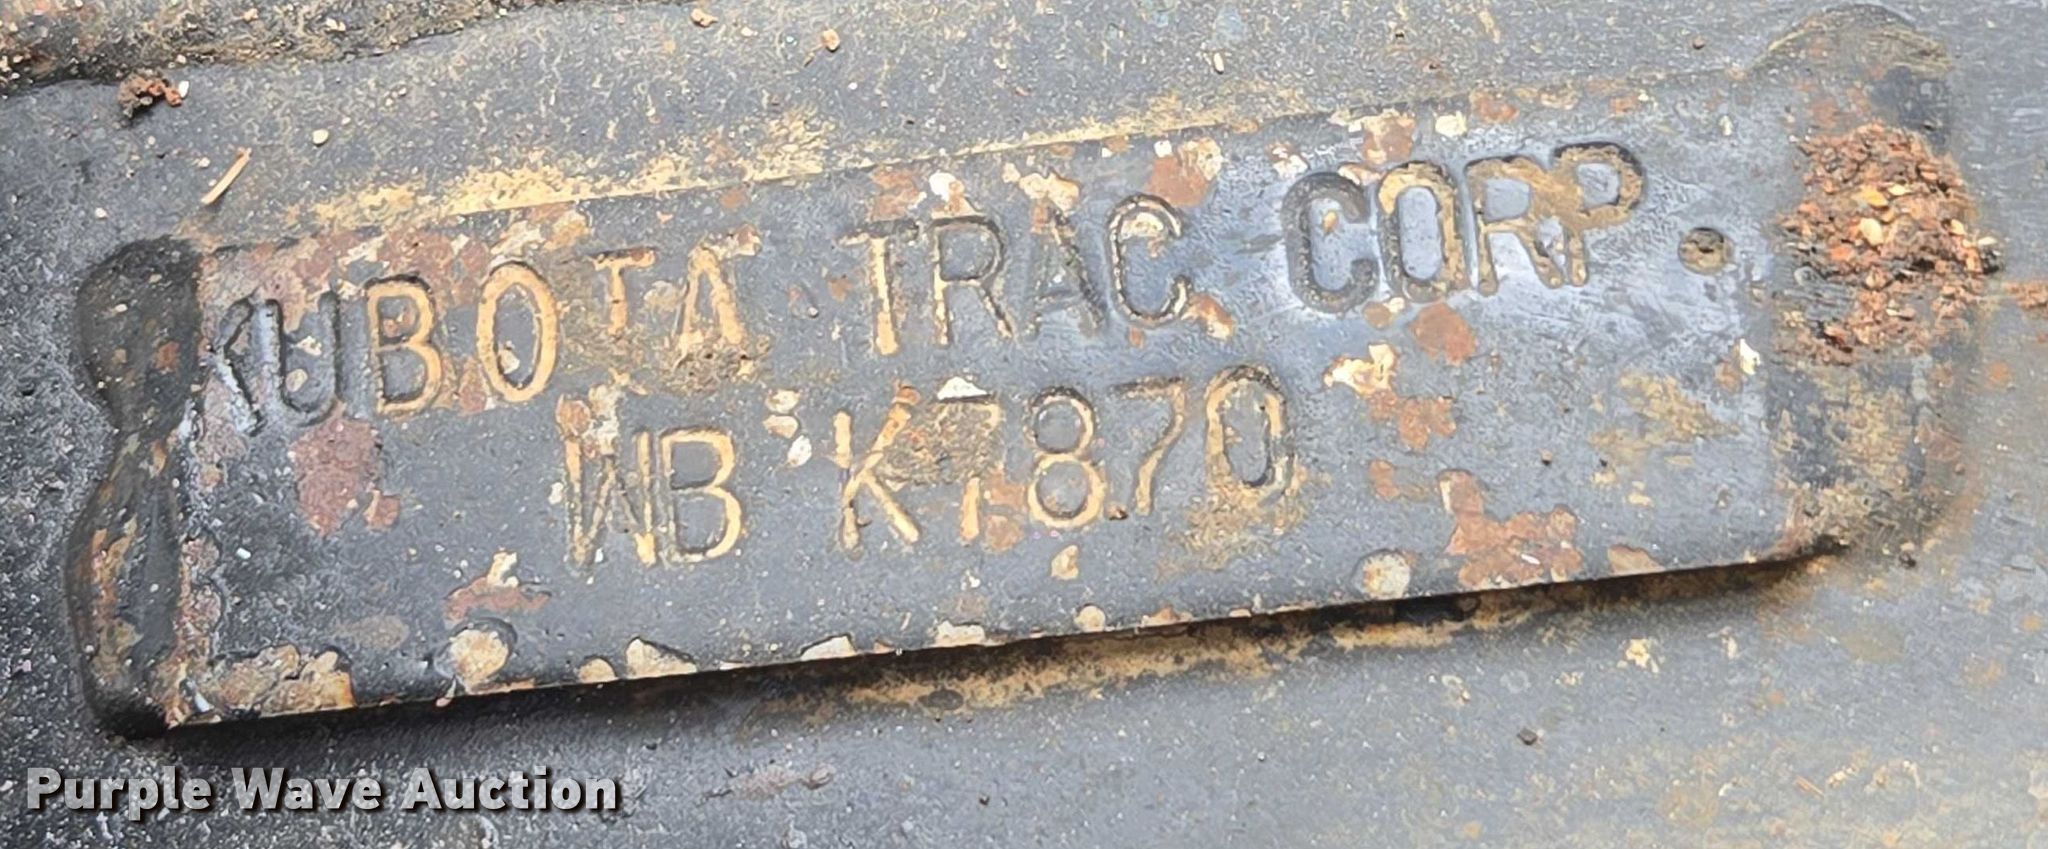 KUBOTA TRAC CORP.
WB K7870
Purple Wave Auction